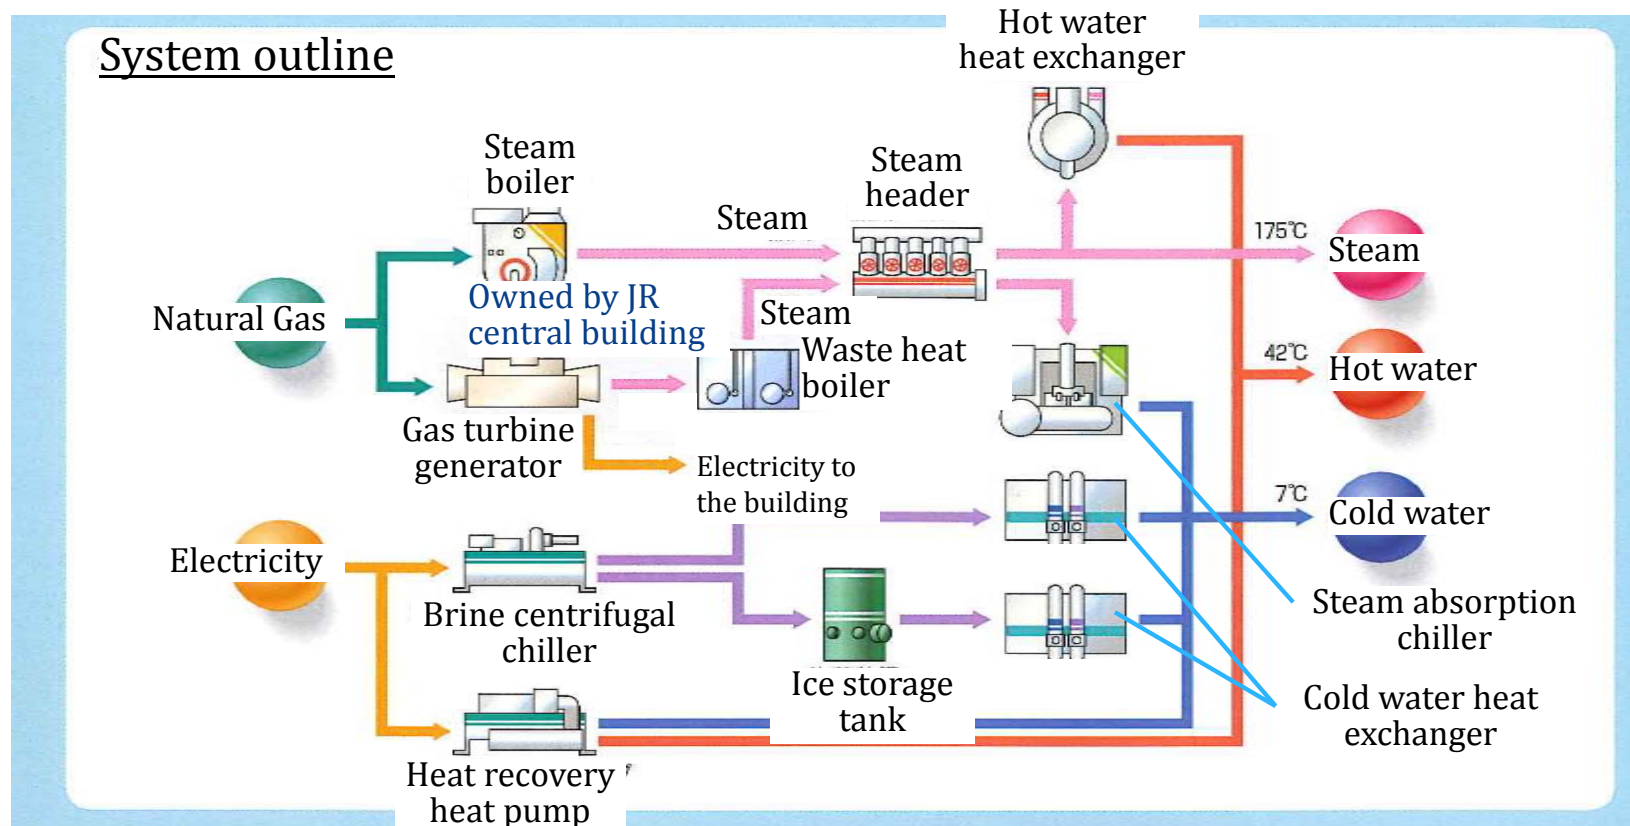 System outline
Hot water
heat exchanger
Steam
boiler
Steam
header
Steam
175℃
Steam
Natural Gas
Owned by JR
central building
Steam
Waste heat
boiler
42℃
Hot water
Gas turbine
generator
Electricity to
the building
7℃
Cold water
Electricity
Brine centrifugal
chiller
Steam absorption
chiller
Ice storage
tank
Cold water heat
exchanger
Heat recovery
heat pump